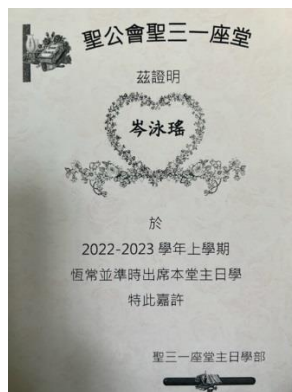 聖公會聖三一座堂
茲證明
岑泳瑤
於
2022-2023 學年上學期
恆常並準時出席本堂主日學
特此嘉許
聖三一座堂主日學部